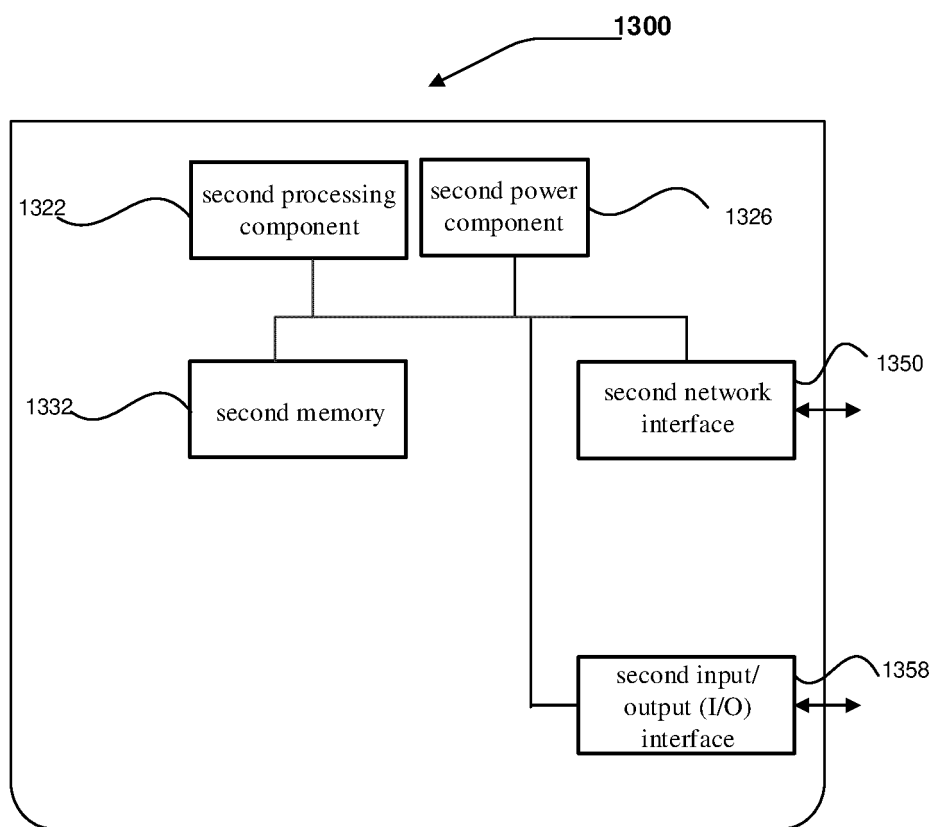 1300
second processing
component
second power
component
1322
1326
second memory
1332
second network
interface
1350
second input/
output (I/O)
interface
1358